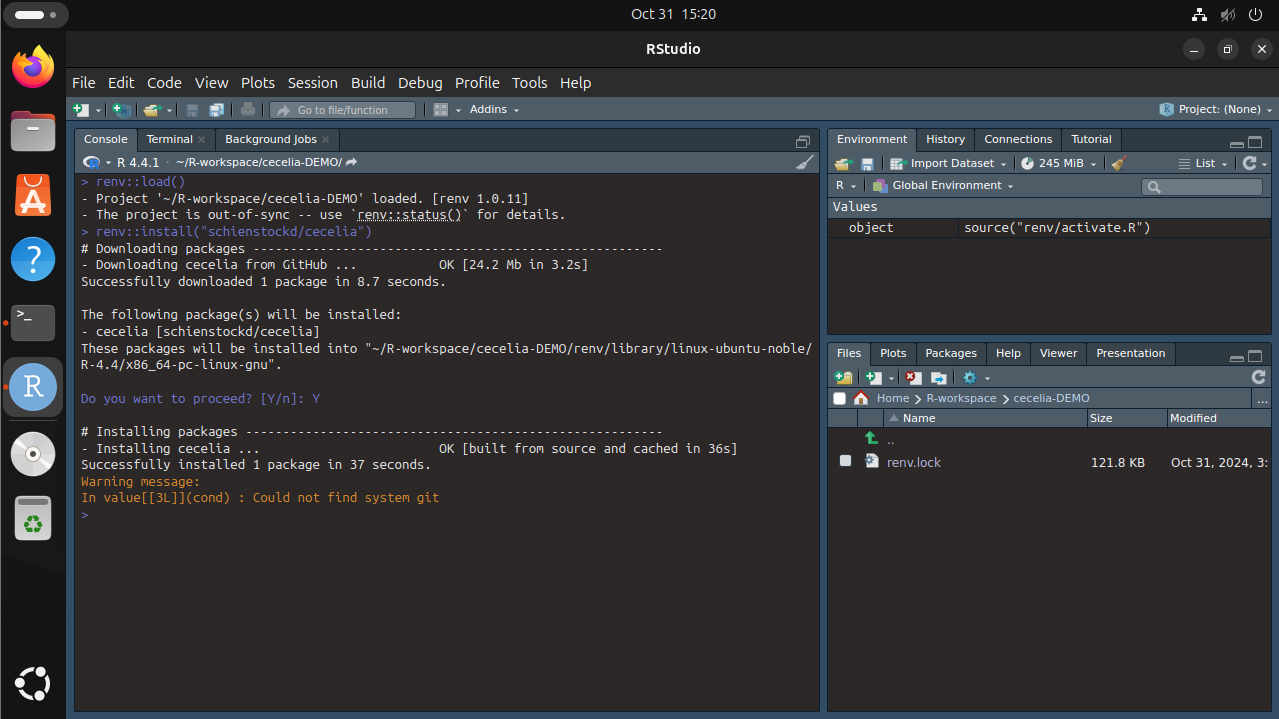 Oct 31 15:20
RStudio
File Edit Code View Plots Session Build Debug Profile Tools Help
Go to file/function
Addins
R Project: (None)
Console Terminal Background Jobs
R 4.4.1 · ~/R-workspace/cecelia-DEMO/
> renv::load()
- Project '~/R-workspace/cecelia-DEMO' loaded. [renv 1.0.11]
- The project is out-of-sync -- use `renv::status()` for details.
> renv::install("schienstockd/cecelia")
# Downloading packages -------------------------------------------------------
- Downloading cecelia from GitHub ... OK [24.2 Mb in 3.2s]
Successfully downloaded 1 package in 8.7 seconds.
The following package(s) will be installed:
- cecelia [schienstockd/cecelia]
These packages will be installed into "~/R-workspace/cecelia-DEMO/renv/library/linux-ubuntu-noble/
R-4.4/x86_64-pc-linux-gnu".
Do you want to proceed? [Y/n]: Y
# Installing packages --------------------------------------------------------
- Installing cecelia ... OK [built from source and cached in 36s]
Successfully installed 1 package in 37 seconds.
Warning message:
In value[[3L]](cond) : Could not find system git
>
Environment History Connections Tutorial
Import Dataset 245 MiB List
R Global Environment
Values
object source("renv/activate.R")
Files Plots Packages Help Viewer Presentation
Home R-workspace cecelia-DEMO ...
Name Size Modified
..
renv.lock 121.8 KB Oct 31, 2024, 3:
>_
R
?